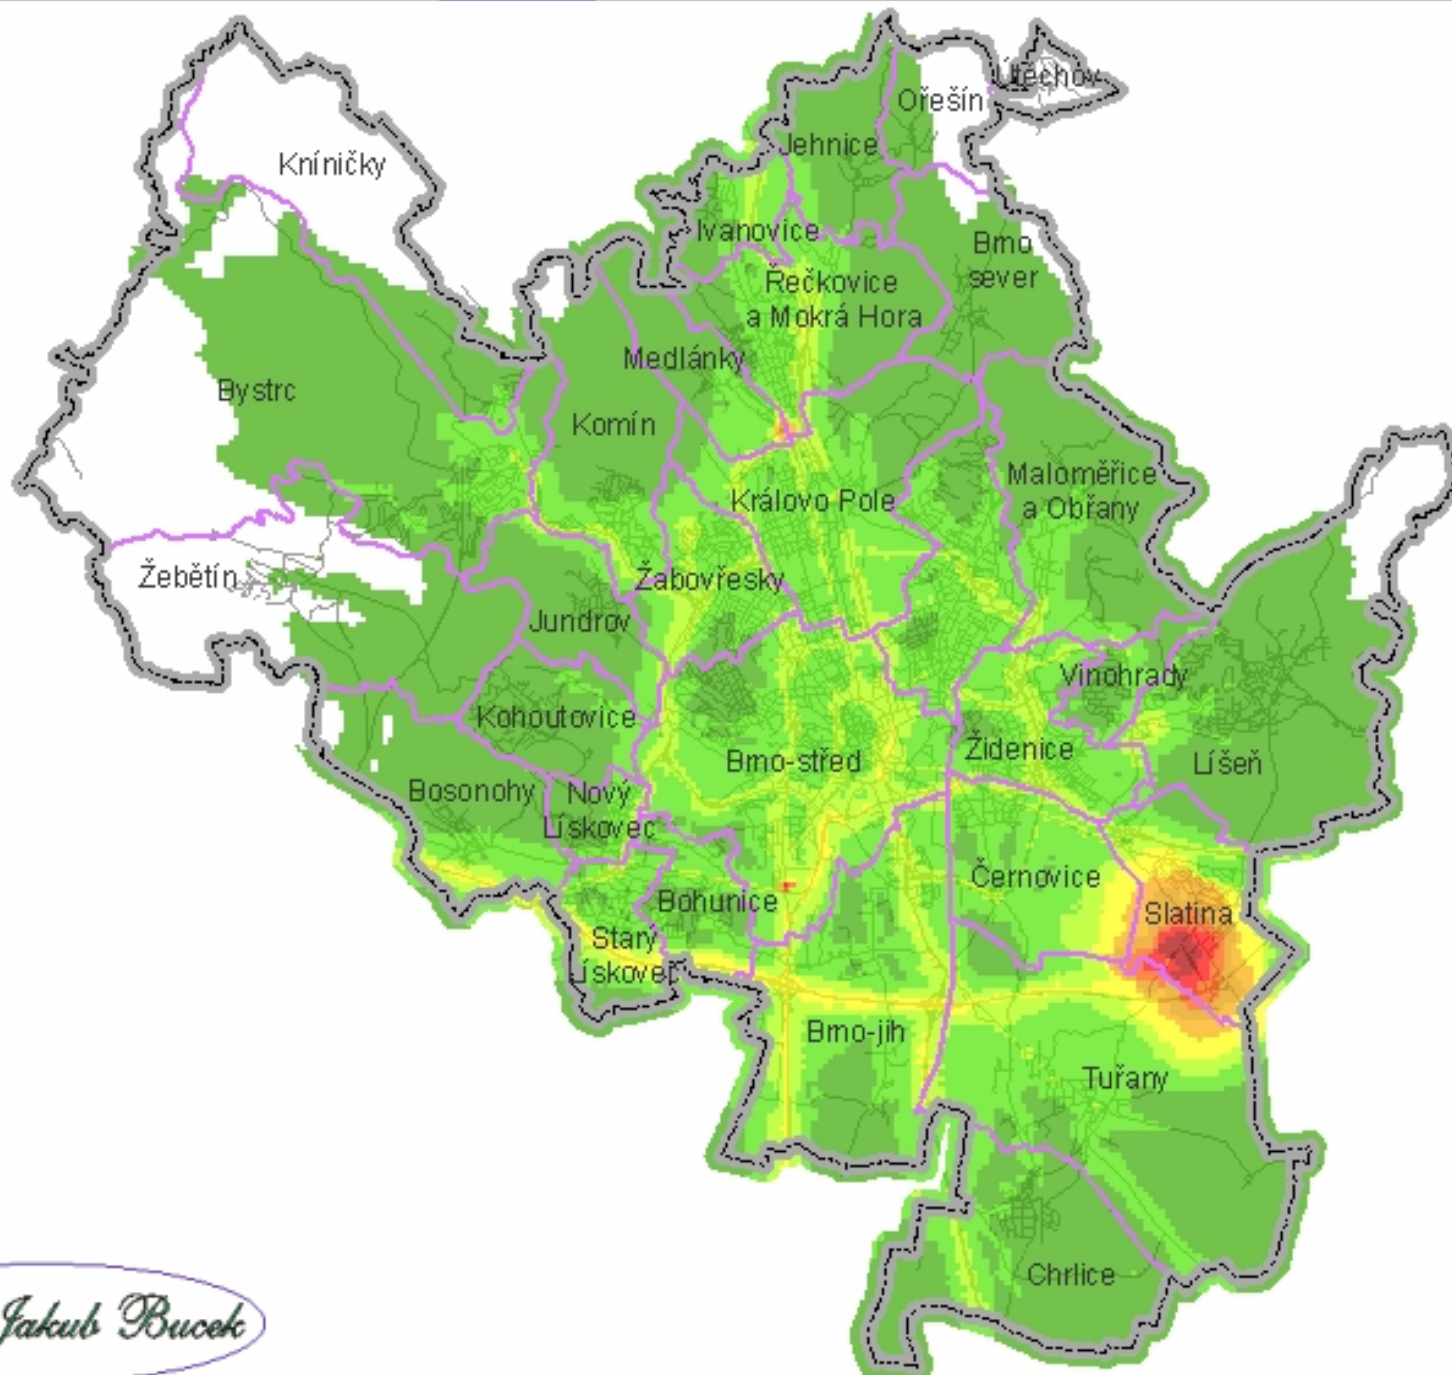 Útěchov
Ořešín
Jehnice
Kníničky
Ivanovice
Brno
sever
Řečkovice
a Mokrá Hora
Medlánky
Bystrc
Komín
Maloměřice
a Obřany
Královo Pole
Žebětín
Žabovřesky
Jundrov
Vinohrady
Kohoutovice
Židenice
Brno-střed
Líšeň
Bosonohy
Nový
Lískovec
Černovice
Bohunice
Slatina
Starý
Lískovec
Brno-jih
Tuřany
Chrlice
Jakub Bucek